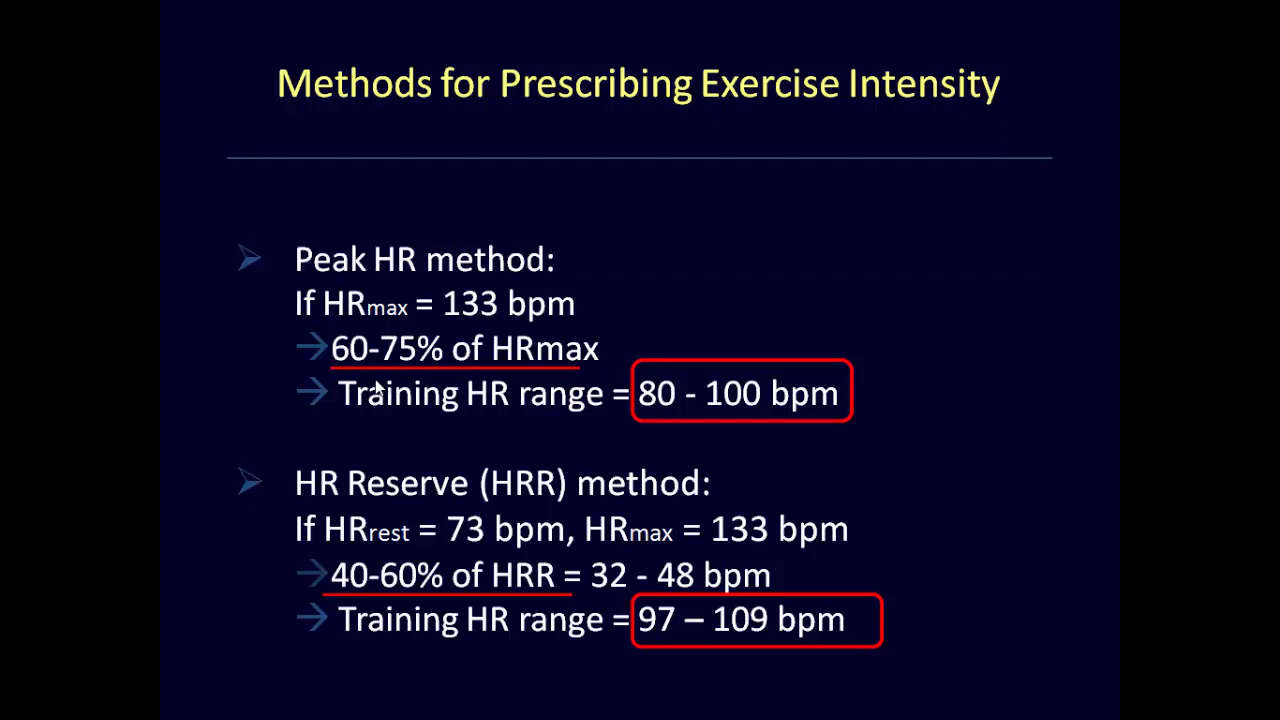 Methods for Prescribing Exercise Intensity
Peak HR method:
If HRmax = 133 bpm
→60-75% of HRmax
→ Training HR range = 80 - 100 bpm
HR Reserve (HRR) method:
If HRrest = 73 bpm, HRmax = 133 bpm
→40-60% of HRR = 32 - 48 bpm
→ Training HR range = 97 – 109 bpm